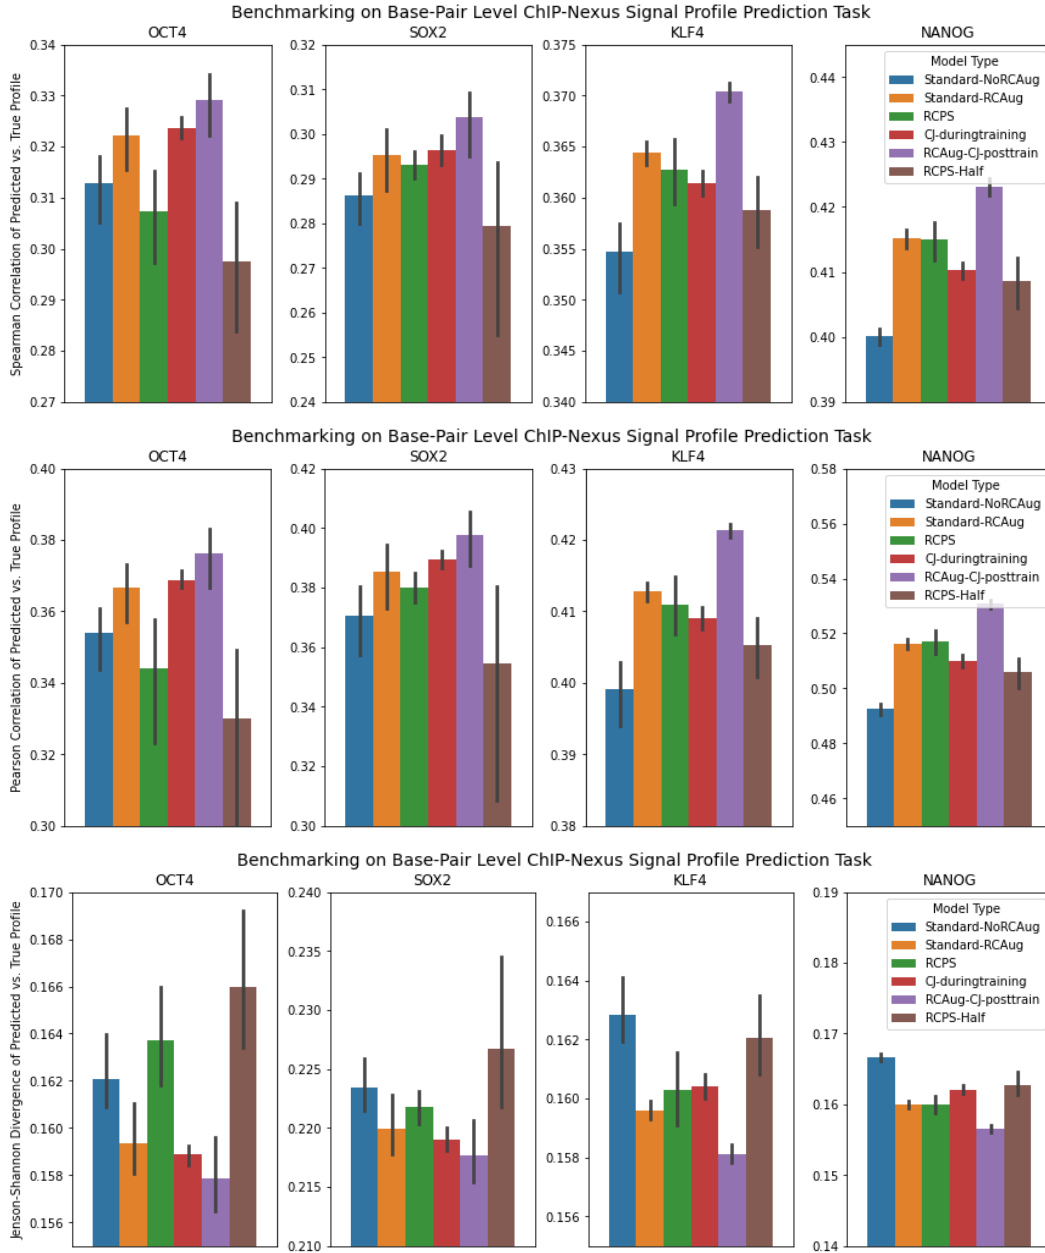 Benchmarking on Base-Pair Level ChIP-Nexus Signal Profile Prediction Task
OCT4
SOX2
KLF4
NANOG
Spearman Correlation of Predicted vs. True Profile
0.34
0.33
0.32
0.31
0.30
0.29
0.28
0.27
0.32
0.31
0.30
0.29
0.28
0.27
0.26
0.25
0.24
0.375
0.370
0.365
0.360
0.355
0.350
0.345
0.340
0.44
0.43
0.42
0.41
0.40
0.39
Model Type
Standard-NoRCAug
Standard-RCAug
RCPS
CJ-duringtraining
RCAug-CJ-posttrain
RCPS-Half
Benchmarking on Base-Pair Level ChIP-Nexus Signal Profile Prediction Task
OCT4
SOX2
KLF4
NANOG
Pearson Correlation of Predicted vs. True Profile
0.40
0.38
0.36
0.34
0.32
0.30
0.42
0.40
0.38
0.36
0.34
0.32
0.30
0.43
0.42
0.41
0.40
0.39
0.38
0.58
0.56
0.54
0.52
0.50
0.48
0.46
Model Type
Standard-NoRCAug
Standard-RCAug
RCPS
CJ-duringtraining
RCAug-CJ-posttrain
RCPS-Half
Benchmarking on Base-Pair Level ChIP-Nexus Signal Profile Prediction Task
OCT4
SOX2
KLF4
NANOG
Jenson-Shannon Divergence of Predicted vs. True Profile
0.170
0.168
0.166
0.164
0.162
0.160
0.158
0.156
0.240
0.235
0.230
0.225
0.220
0.215
0.210
0.166
0.164
0.162
0.160
0.158
0.156
0.19
0.18
0.17
0.16
0.15
0.14
Model Type
Standard-NoRCAug
Standard-RCAug
RCPS
CJ-duringtraining
RCAug-CJ-posttrain
RCPS-Half